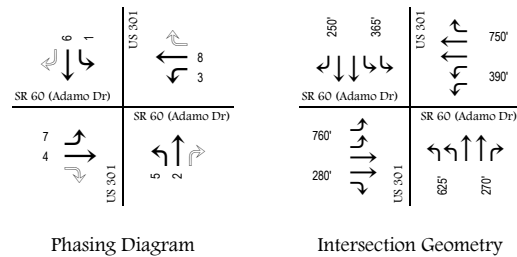 6
1
US 301
8
3
SR 60 (Adamo Dr)
SR 60 (Adamo Dr)
7
4
5
2
US 301
Phasing Diagram
250'
365'
US 301
750'
390'
SR 60 (Adamo Dr)
SR 60 (Adamo Dr)
760'
280'
US 301
625'
270'
Intersection Geometry